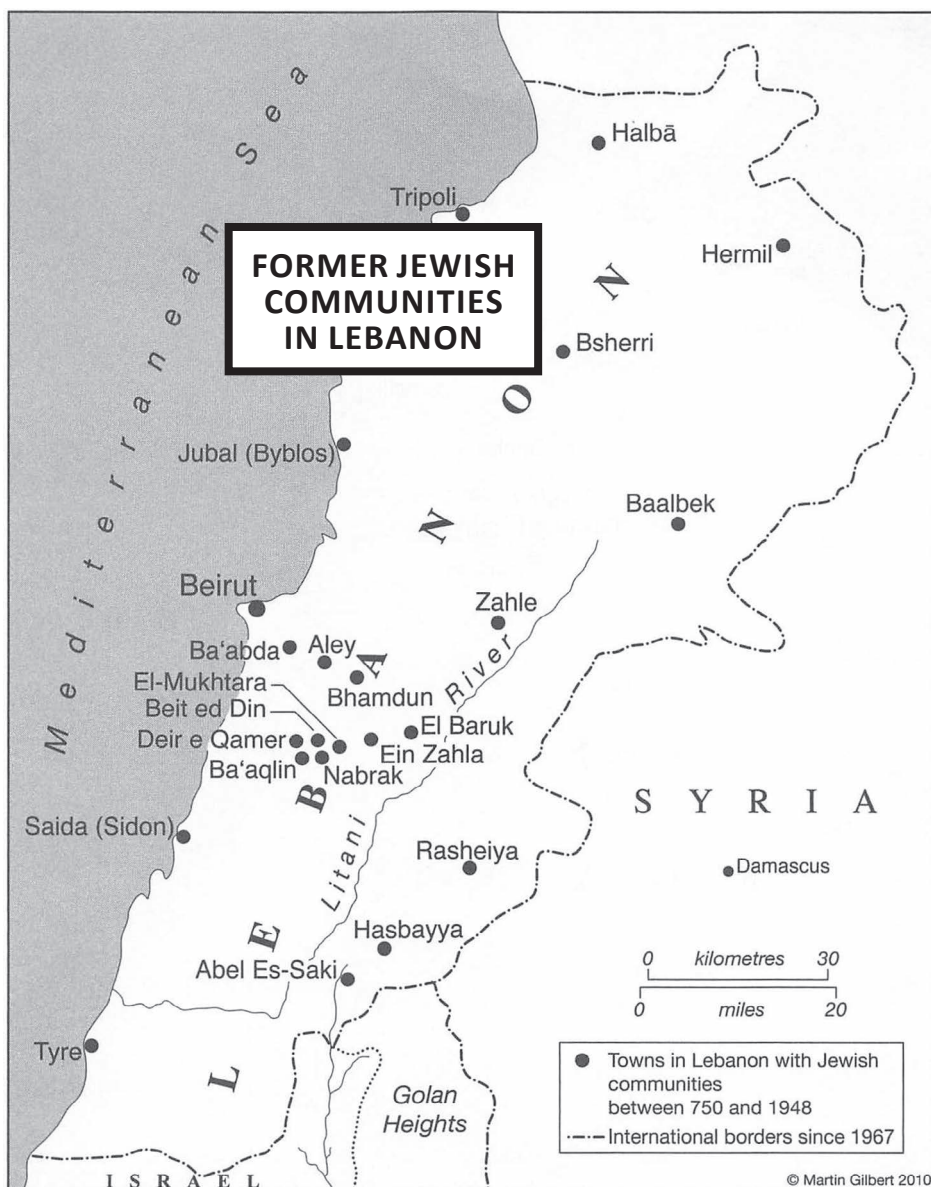 Mediterranean Sea
Halbā
Tripoli
FORMER JEWISH
COMMUNITIES
IN LEBANON
Hermil
Bsherri
LEBANON
Jubal (Byblos)
Baalbek
Beirut
Zahle
Ba'abda
Aley
El-Mukhtara
Bhamdun
Beit ed Din
El Baruk
Deir e Qamer
Ein Zahla
Ba'aqlin
Nabrak
Litani River
SYRIA
Saida (Sidon)
Rasheiya
Damascus
Hasbayya
Abel Es-Saki
0 kilometres 30
0 miles 20
Tyre
Golan
Heights
Towns in Lebanon with Jewish
communities
between 750 and 1948
International borders since 1967
ISRAEL
© Martin Gilbert 2010